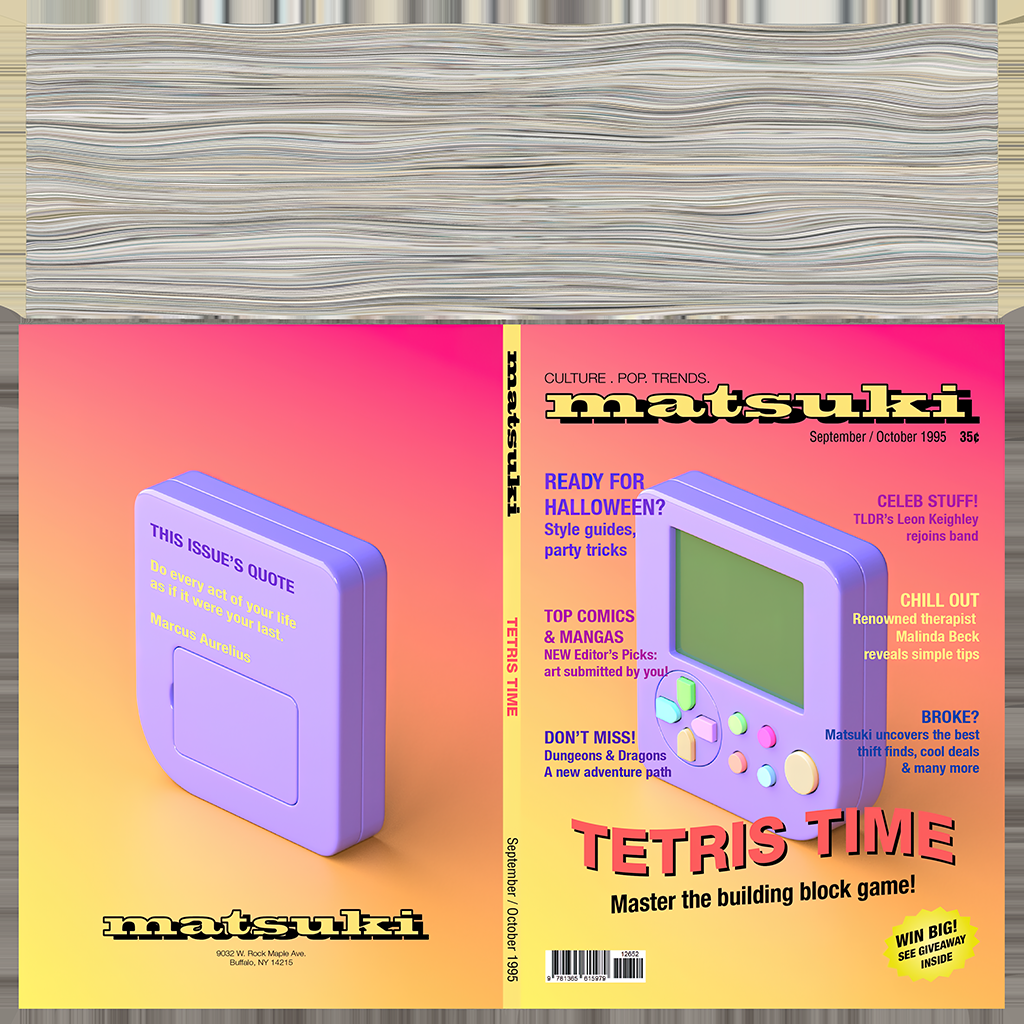 THIS ISSUE'S QUOTE
Do every act of your life
as if it were your last.
Marcus Aurelius
matsuki
9032 W. Rock Maple Ave.
Buffalo, NY 14215
matsuki
TETRIS TIME
September / October 1995
CULTURE . POP. TRENDS.
matsuki
September / October 1995 35¢
READY FOR
HALLOWEEN?
Style guides,
party tricks
TOP COMICS
& MANGAS
NEW Editor's Picks:
art submitted by you!
DON'T MISS!
Dungeons & Dragons
A new adventure path
CELEB STUFF!
TLDR's Leon Keighley
rejoins band
CHILL OUT
Renowned therapist
Malinda Beck
reveals simple tips
BROKE?
Matsuki uncovers the best
thift finds, cool deals
& many more
TETRIS TIME
Master the building block game!
WIN BIG!
SEE GIVEAWAY
INSIDE
12652
9 781365 615979